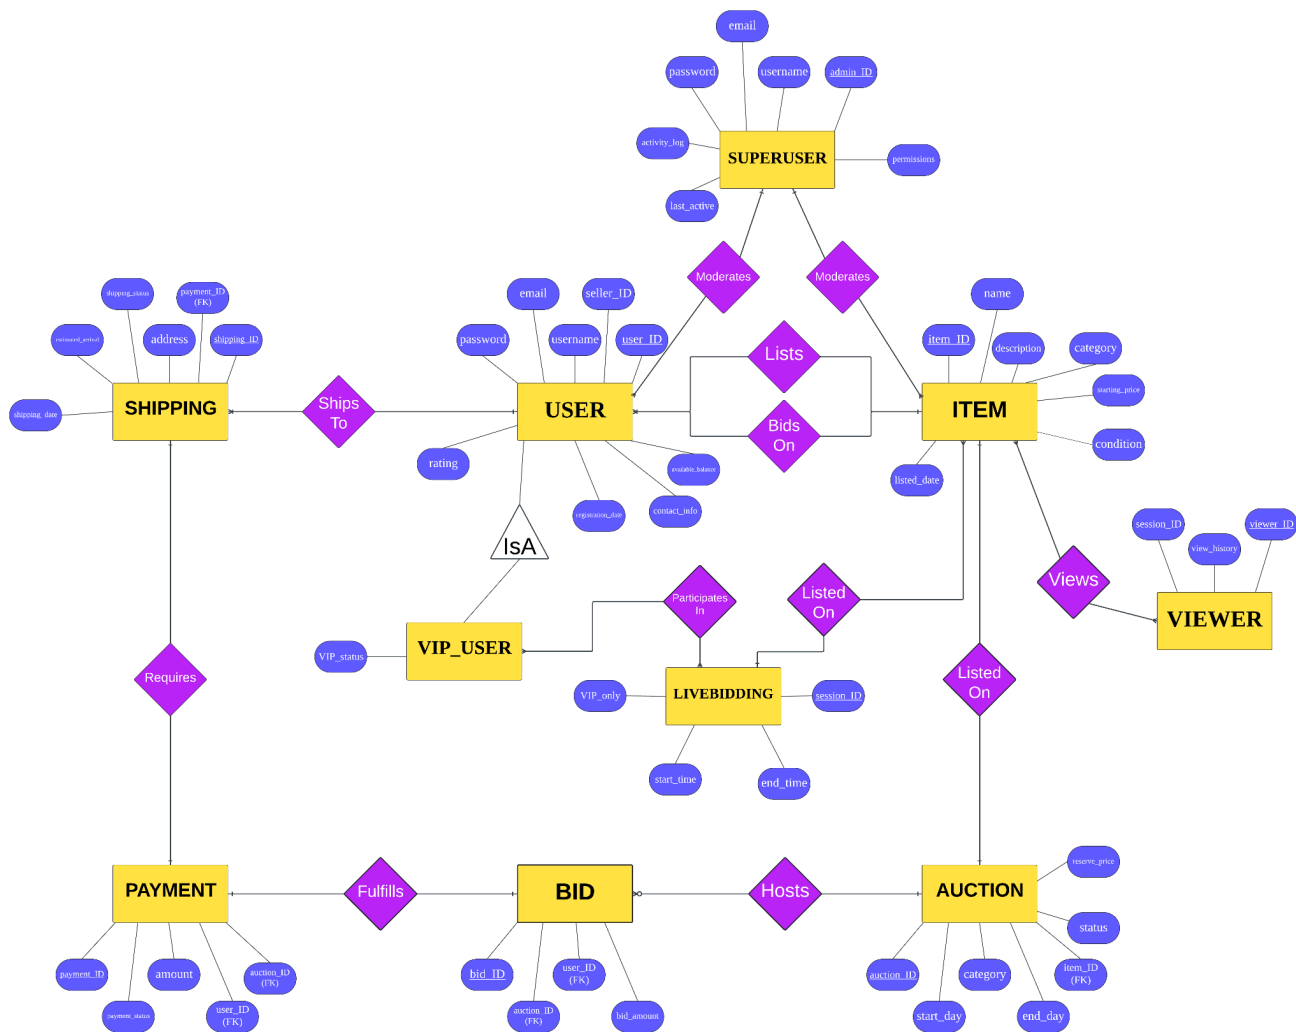 email
password
username
admin_ID
activity_log
SUPERUSER
permissions
last_active
Moderates
Moderates
shipping_status
payment_ID
(FK)
estimated_arrival
address
shipping_ID
shipping_date
SHIPPING
Ships
To
email
seller_ID
password
username
user_ID
USER
rating
registration_date
contact_info
available_balance
Lists
Bids
On
name
item_ID
description
category
starting_price
ITEM
condition
listed_date
IsA
session_ID
viewer_ID
view_history
Views
VIEWER
VIP_status
VIP_USER
Participates
In
Listed
On
Requires
VIP_only
LIVEBIDDING
session_ID
start_time
end_time
Listed
On
PAYMENT
Fulfills
BID
Hosts
AUCTION
reserve_price
status
payment_ID
payment_status
amount
user_ID
(FK)
auction_ID
(FK)
bid_ID
auction_ID
(FK)
user_ID
(FK)
bid_amount
auction_ID
start_day
category
end_day
item_ID
(FK)